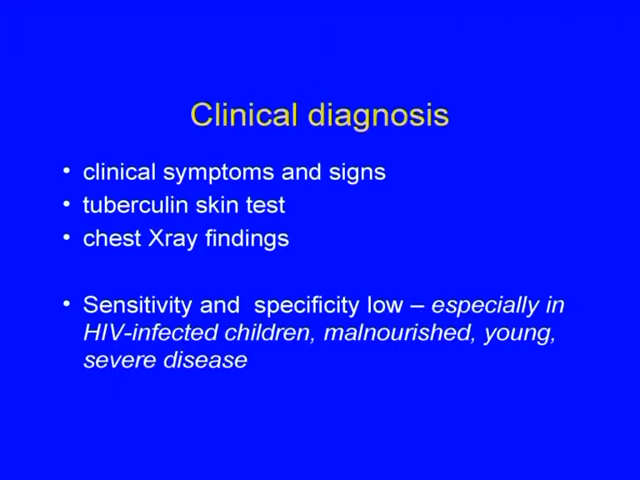 Clinical diagnosis
• clinical symptoms and signs
• tuberculin skin test
• chest Xray findings
• Sensitivity and  specificity low – especially in
HIV-infected children, malnourished, young,
severe disease